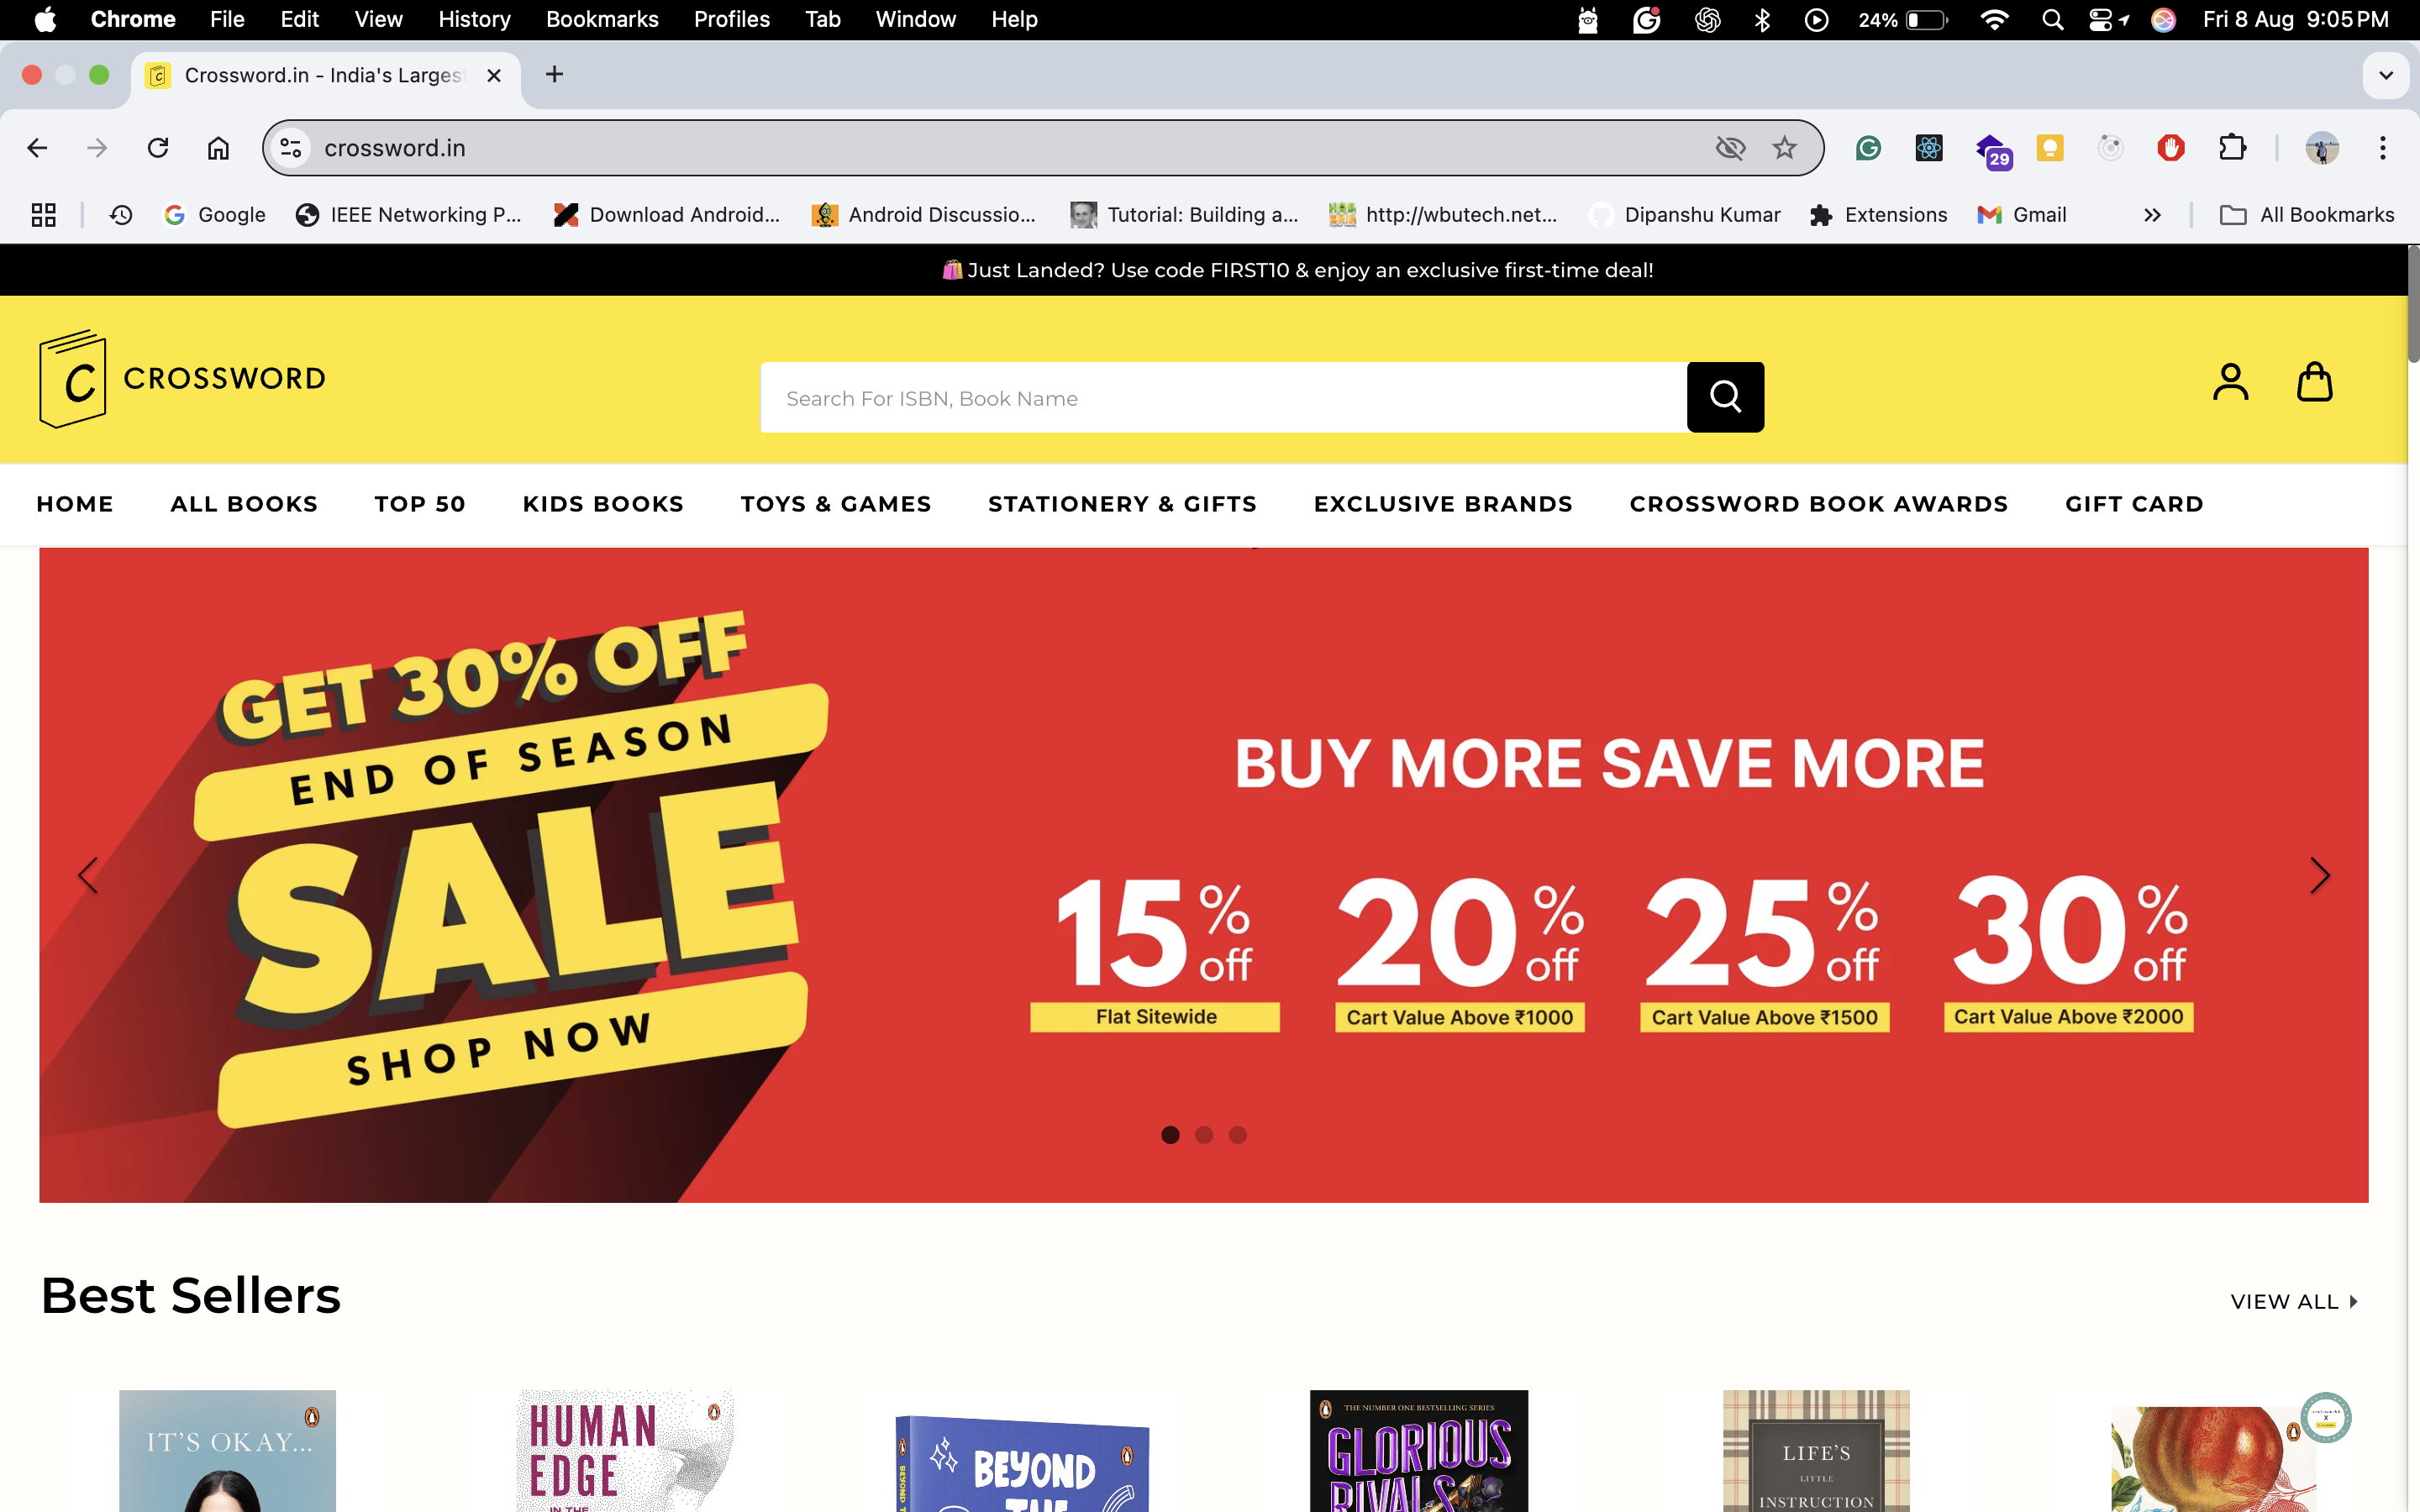 Chrome File Edit View History Bookmarks Profiles Tab Window Help 24% Fri 8 Aug 9:05 PM
Crossword.in - India's Larges
crossword.in
29
Google IEEE Networking P... Download Android... Android Discussio... Tutorial: Building a... http://wbutech.net... Dipanshu Kumar Extensions Gmail All Bookmarks
Just Landed? Use code FIRST10 & enjoy an exclusive first-time deal!
C CROSSWORD
Search For ISBN, Book Name
HOME ALL BOOKS TOP 50 KIDS BOOKS TOYS & GAMES STATIONERY & GIFTS EXCLUSIVE BRANDS CROSSWORD BOOK AWARDS GIFT CARD
GET 30% OFF
END OF SEASON
SALE
SHOP NOW
BUY MORE SAVE MORE
15% off 20% off 25% off 30% off
Flat Sitewide Cart Value Above ₹1000 Cart Value Above ₹1500 Cart Value Above ₹2000
Best Sellers
VIEW ALL
IT'S OKAY...
HUMAN
EDGE
IN THE
BEYOND
THE
THE NUMBER ONE BESTSELLING SERIES
GLORIOUS
RIVALS
LIFE'S
LITTLE
INSTRUCTION